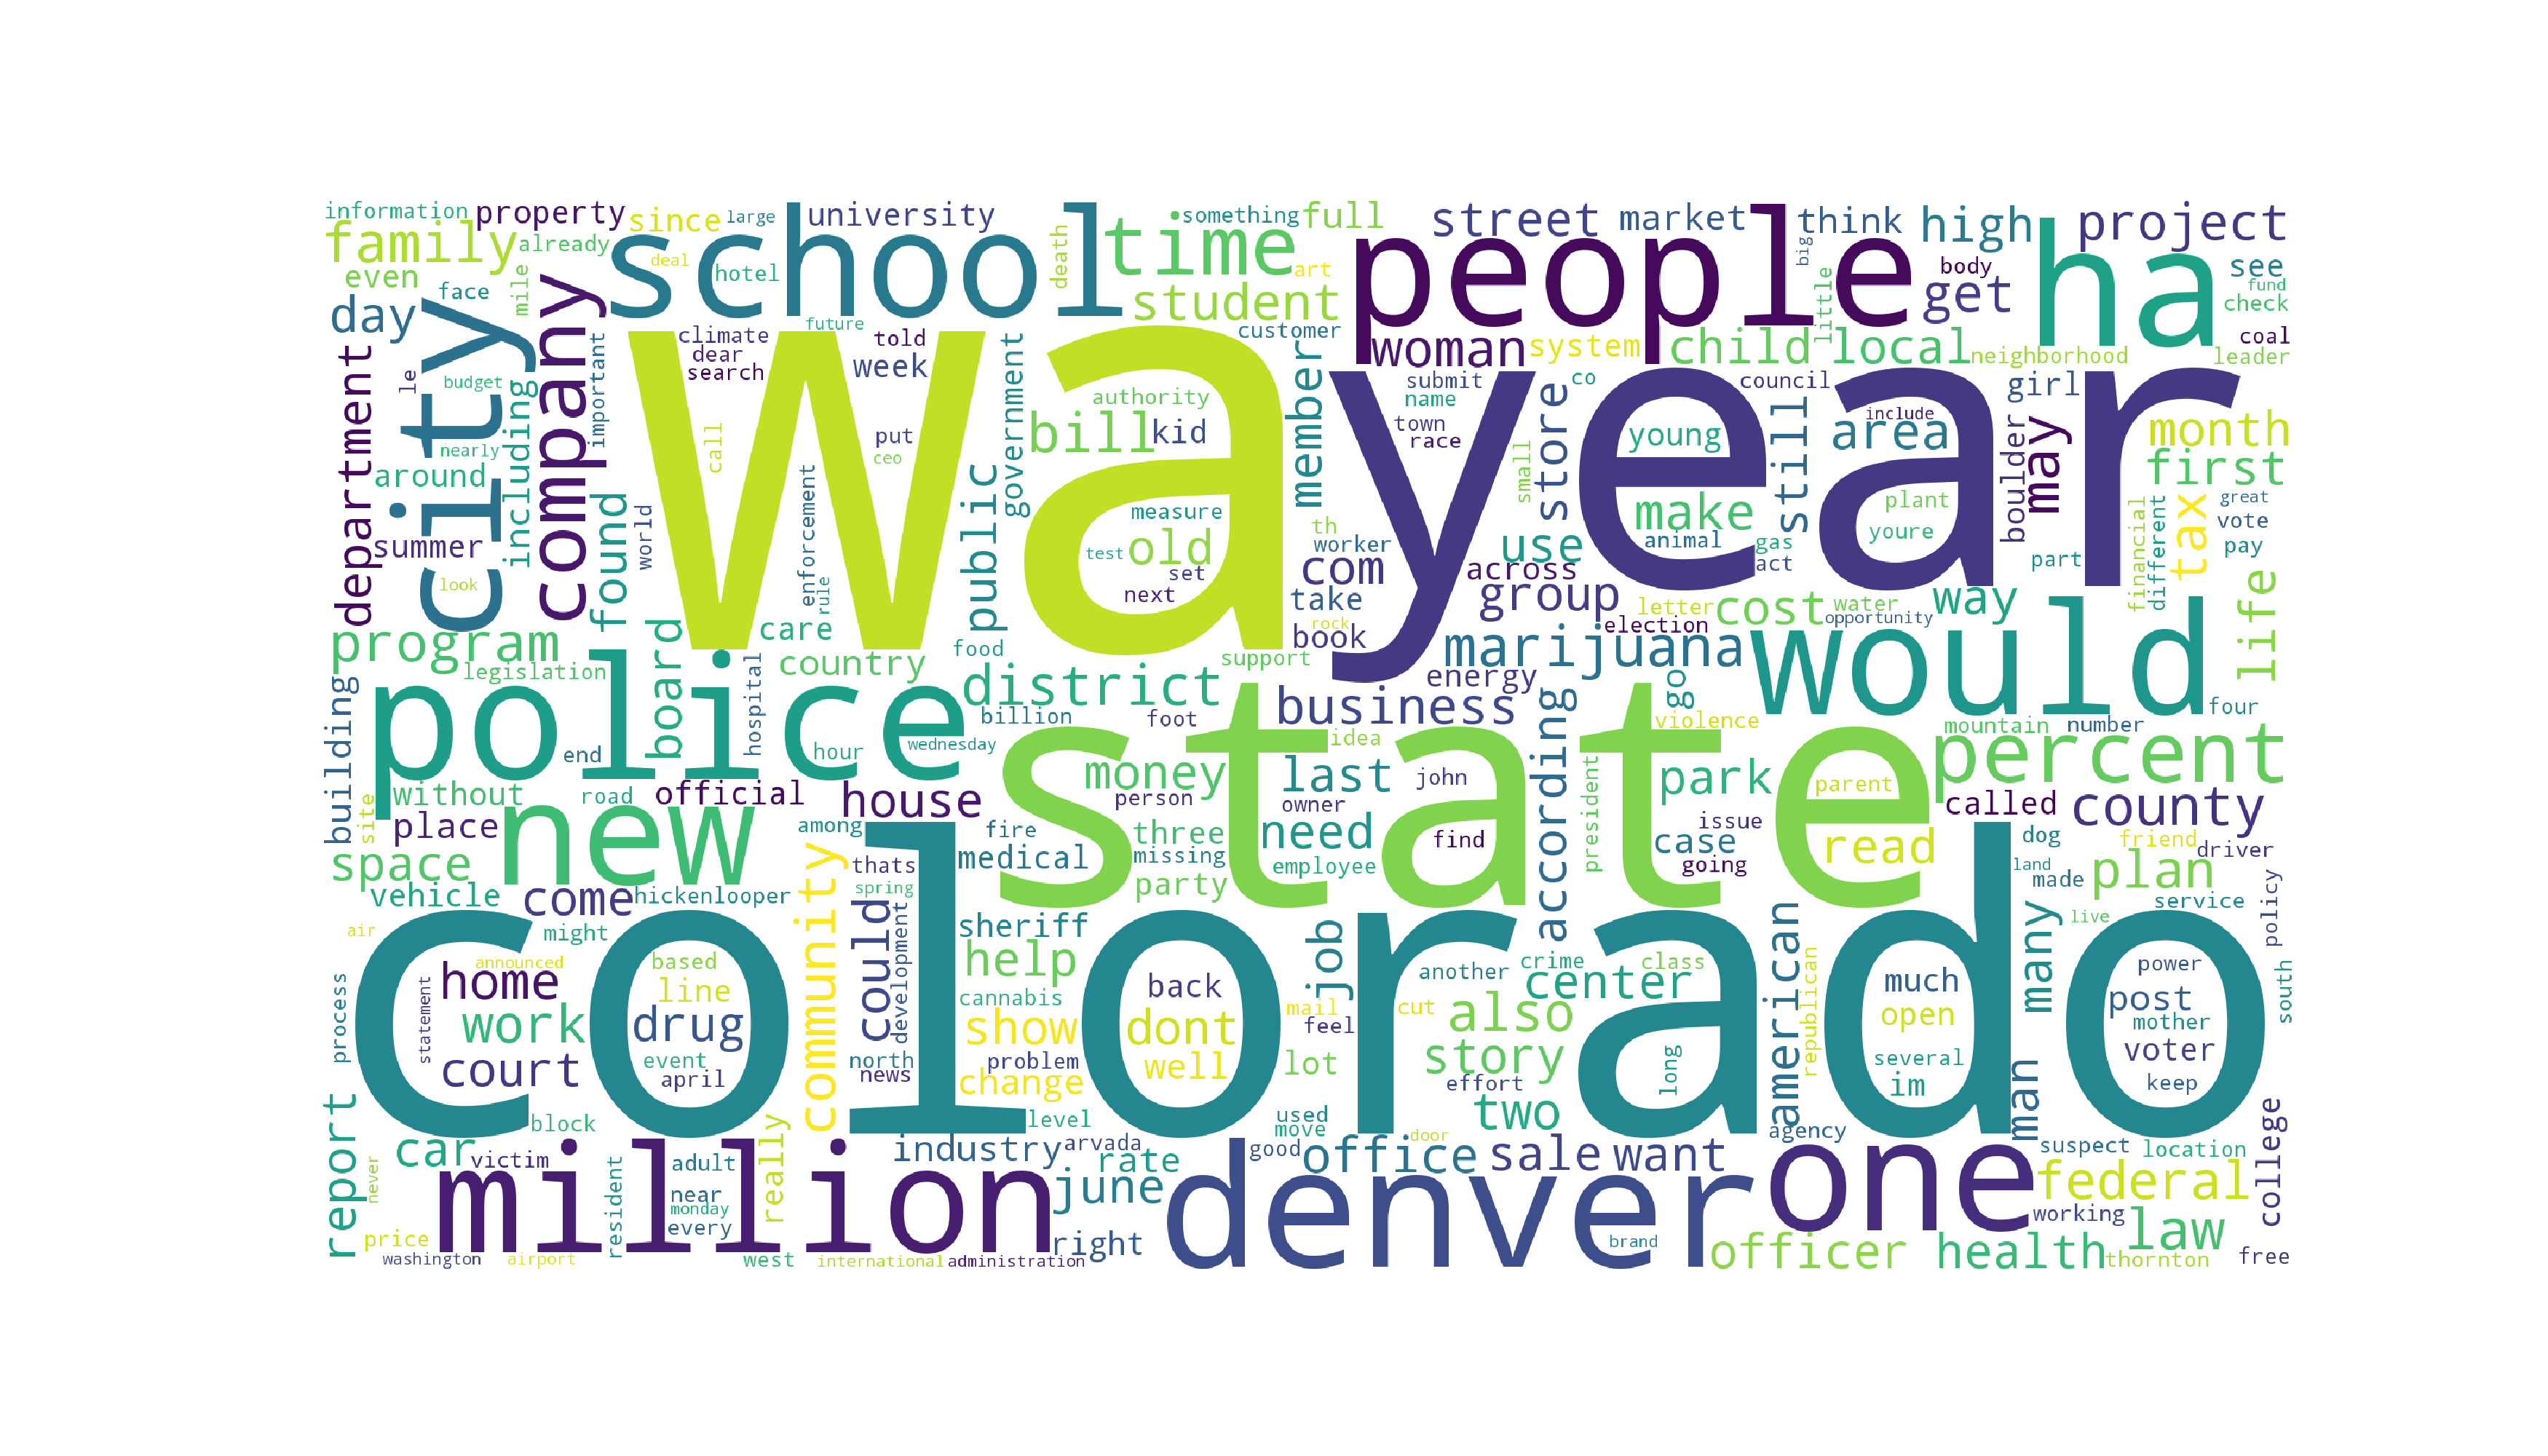 information property since large university something full street market think high project
family already deal hotel school time death art people big body ha see fund
even face mile student get check
day city company climate future told customer woman system child little local neighborhood coal leader
dear search week wa year
department le budget including important government authority member submit name co council girl
call put bill kid town race store young still area include boulder may month
nearly around ceo public small make plant first
found world enforcement measure old th worker use animal gas youre financial different tax great vote pay
summer test set com across act part
look rule next take group letter cost water way life
program care food book rock election marijuana opportunity would
legislation board country support energy
building police hospital district business according go state violence mountain number four
billion foot idea percent
end hour wednesday money last john president park parent
site without road official house person owner called county
place new among fire three need find issue case read dog friend driver
space thats medical missing employee going land made plan
vehicle come hickenlooper spring party service policy
air might community could development sheriff colorado job american many live
announced based help another crime class republican much power south
process statement home line cannabis back center post
work drug show dont mail cut also open mother
court event april north news problem well feel lot story long several voter
change effort im keep
report block level used move two man college
car victim million adult industry arvada rate good door office sale want agency one suspect location
never resident near monday really june denver federal
price every right brand working law
washington airport west international administration officer health thornton free